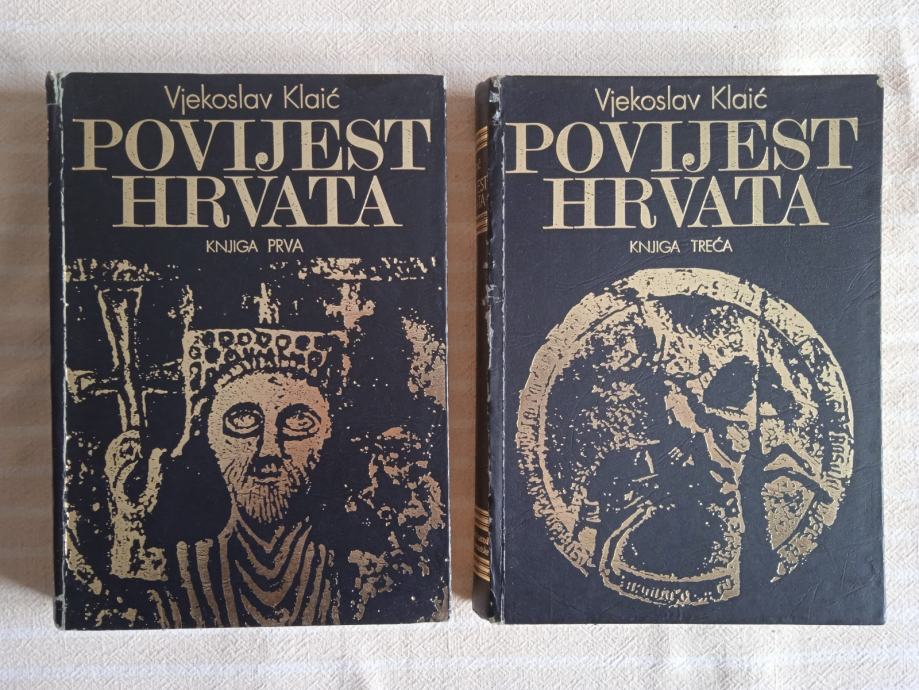 Vjekoslav Klaić
POVIJEST
HRVATA
KNJIGA PRVA
Vjekoslav Klaić
POVIJEST
HRVATA
KNJIGA TREĆA